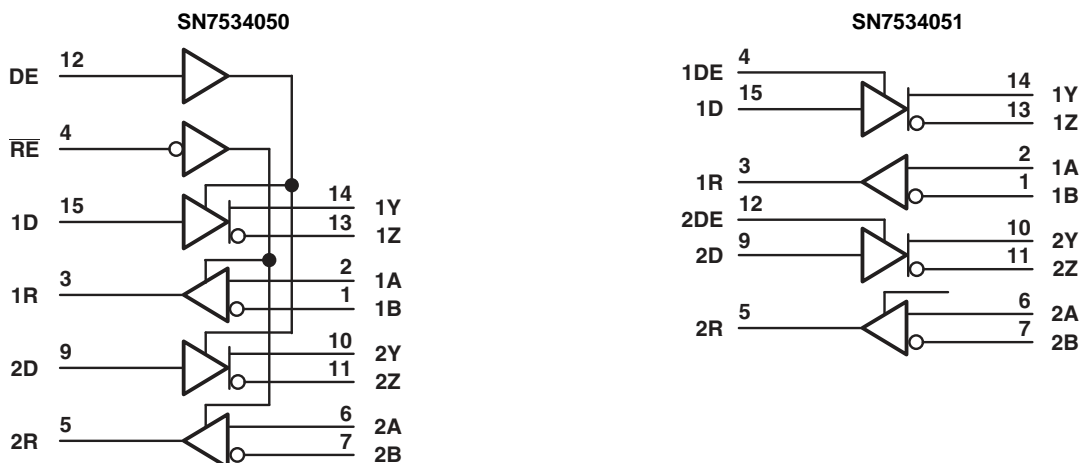 SN7534050
DE 12
RE 4
1D 15
14 1Y
13 1Z
1R 3
2 1A
1 1B
2D 9
10 2Y
11 2Z
2R 5
6 2A
7 2B
SN7534051
1DE 4
1D 15
14 1Y
13 1Z
1R 3
2 1A
1 1B
2DE 12
2D 9
10 2Y
11 2Z
2R 5
6 2A
7 2B